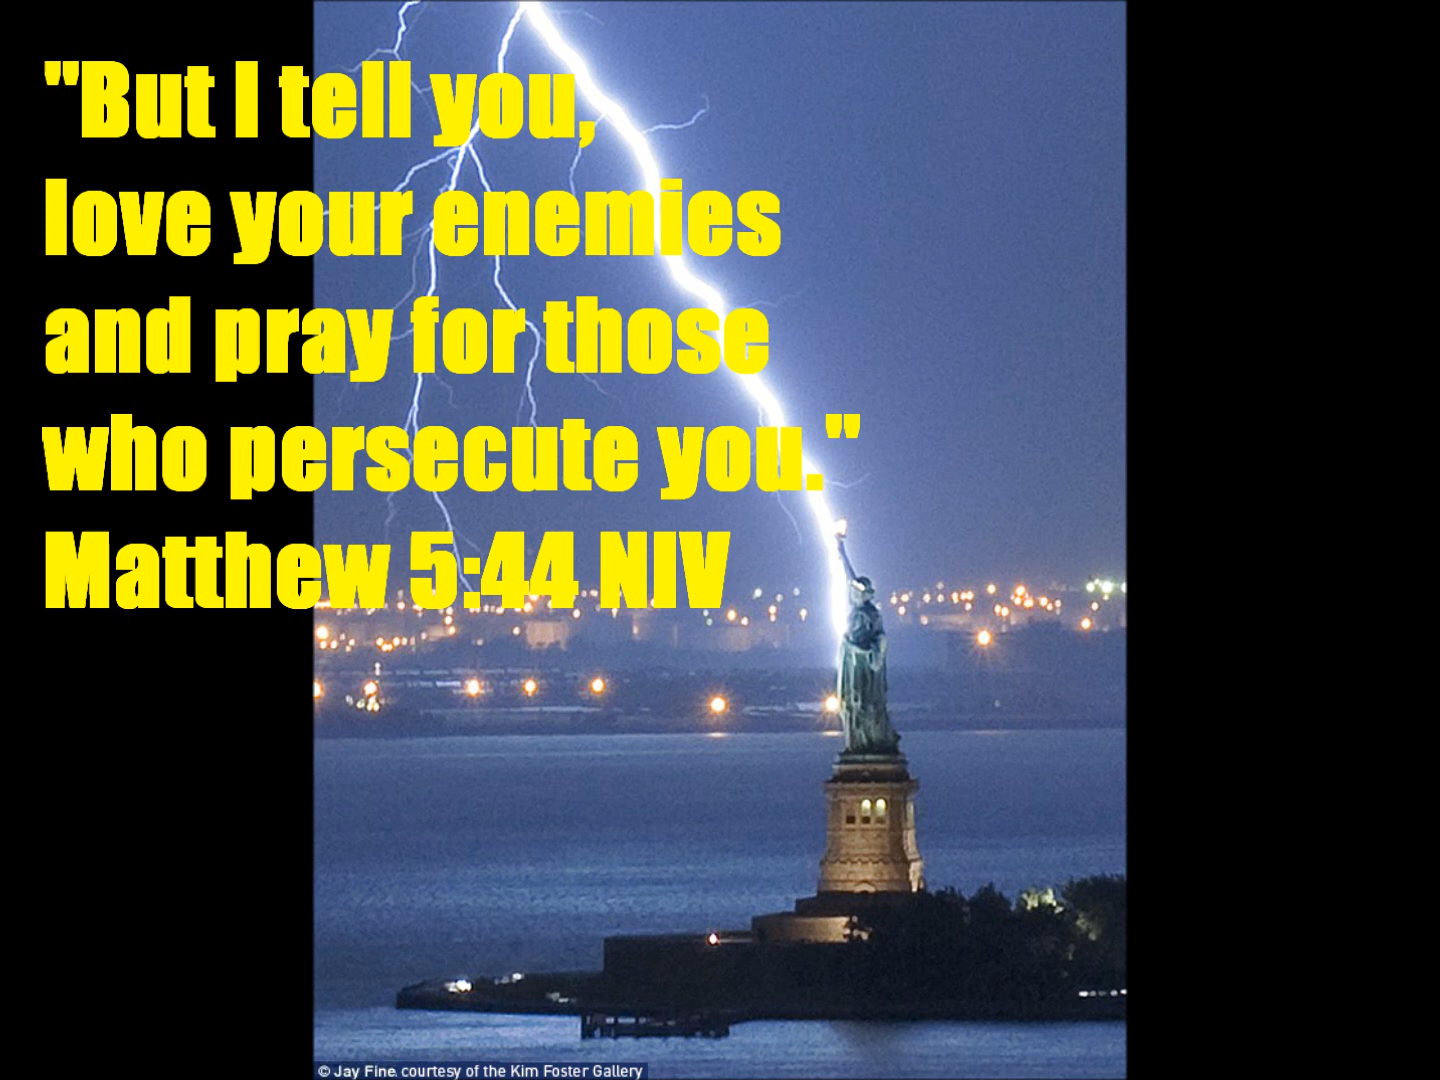 "But I tell you,
love your enemies
and pray for those
who persecute you."
Matthew 5:44 NIV
© Jay Fine. courtesy of the Kim Foster Gallery